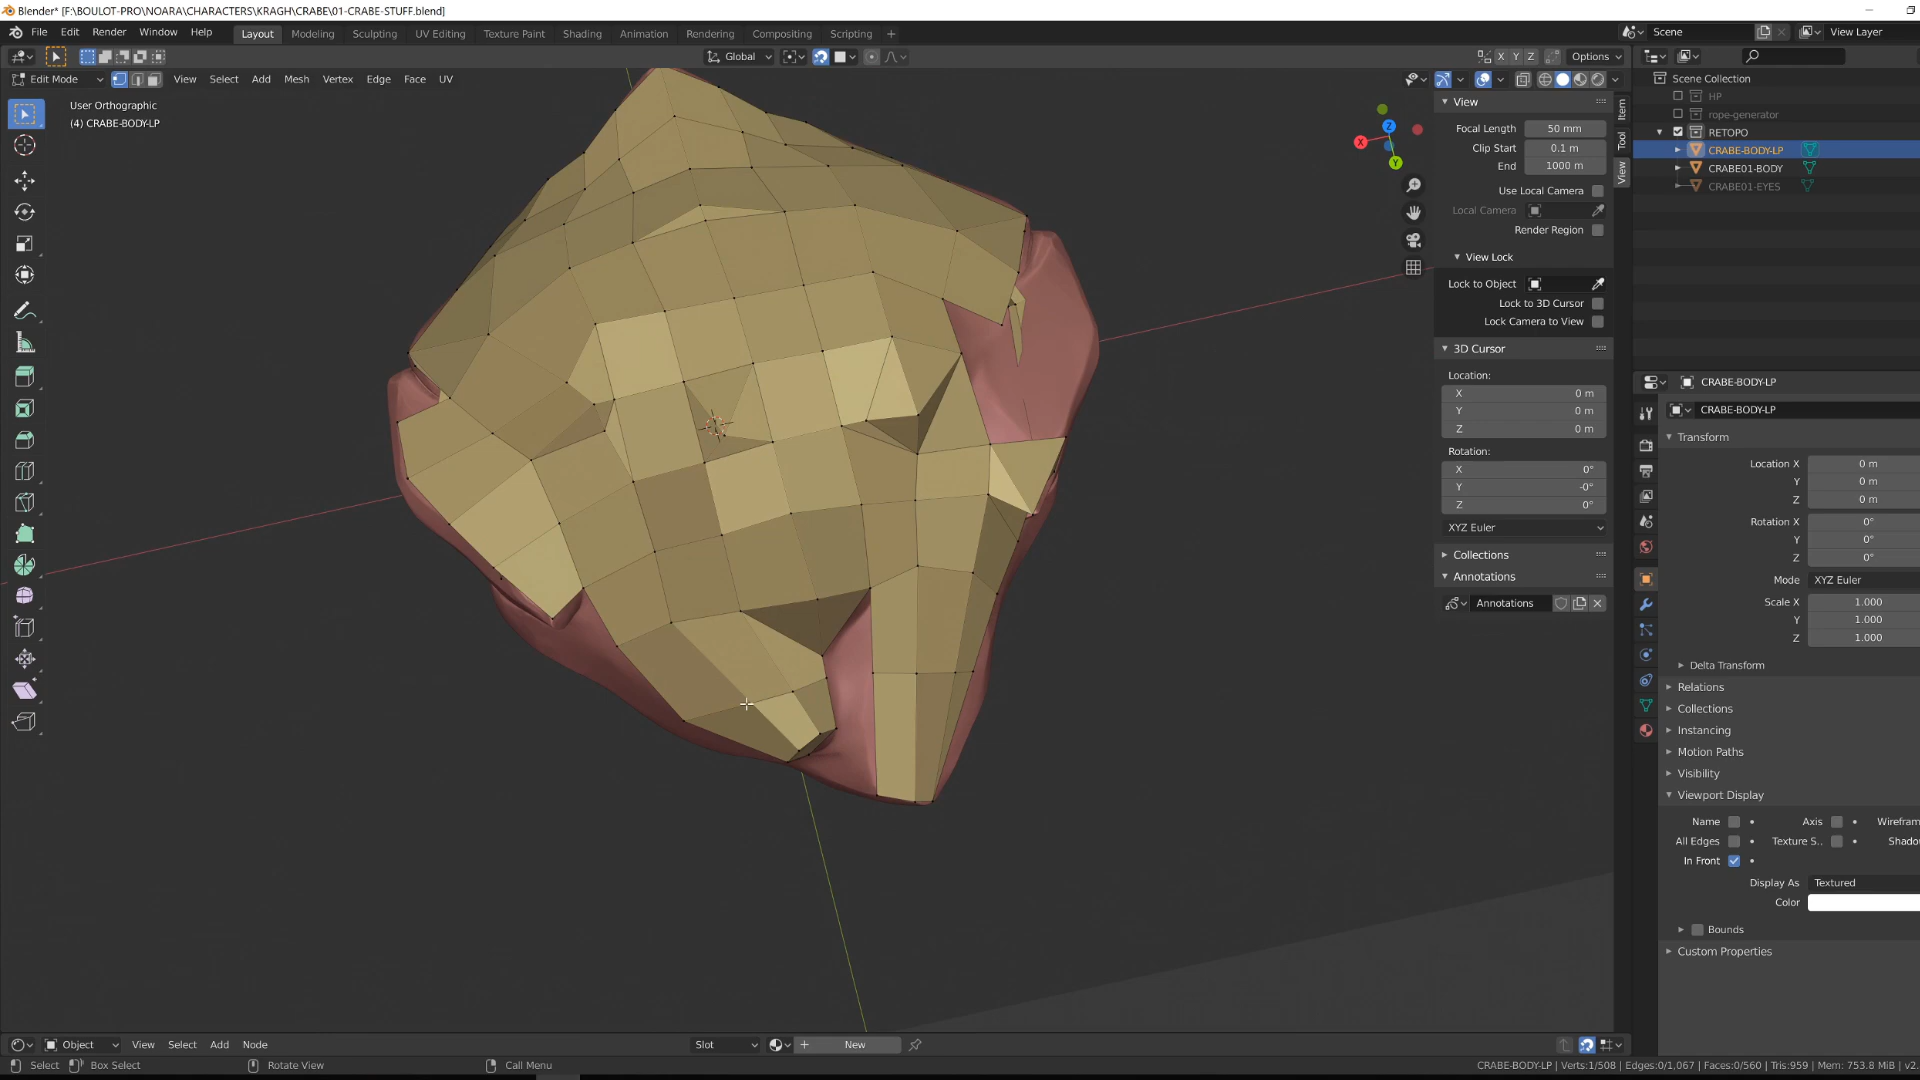 Blender* [F:\BOULOT-PRO\NOARA\CHARACTERS\KRAGH\CRABE\01-CRABE-STUFF.blend]
File Edit Render Window Help Layout Modeling Sculpting UV Editing Texture Paint Shading Animation Rendering Compositing Scripting + Scene View Layer
Global X Y Z Options
Edit Mode View Select Add Mesh Vertex Edge Face UV
User Orthographic
(4) CRABE-BODY-LP
Z
X
Y
View
Focal Length 50 mm
Clip Start 0.1 m
End 1000 m
Use Local Camera
Local Camera
Render Region
View Lock
Lock to Object
Lock to 3D Cursor
Lock Camera to View
3D Cursor
Location:
X 0 m
Y 0 m
Z 0 m
Rotation:
X 0°
Y -0°
Z 0°
XYZ Euler
Collections
Annotations
Annotations
Item
Tool
View
Scene Collection
HP
rope-generator
RETOPO
CRABE-BODY-LP
CRABE01-BODY
CRABE01-EYES
CRABE-BODY-LP
CRABE-BODY-LP
Transform
Location X 0 m
Y 0 m
Z 0 m
Rotation X 0°
Y 0°
Z 0°
Mode XYZ Euler
Scale X 1.000
Y 1.000
Z 1.000
Delta Transform
Relations
Collections
Instancing
Motion Paths
Visibility
Viewport Display
Name Axis Wirefram
All Edges Texture S.. Shado
In Front
Display As Textured
Color
Bounds
Custom Properties
Object View Select Add Node Slot New
Select Box Select Rotate View Call Menu CRABE-BODY-LP | Verts:1/508 | Edges:0/1,067 | Faces:0/560 | Tris:959 | Mem: 753.8 MiB | v2.